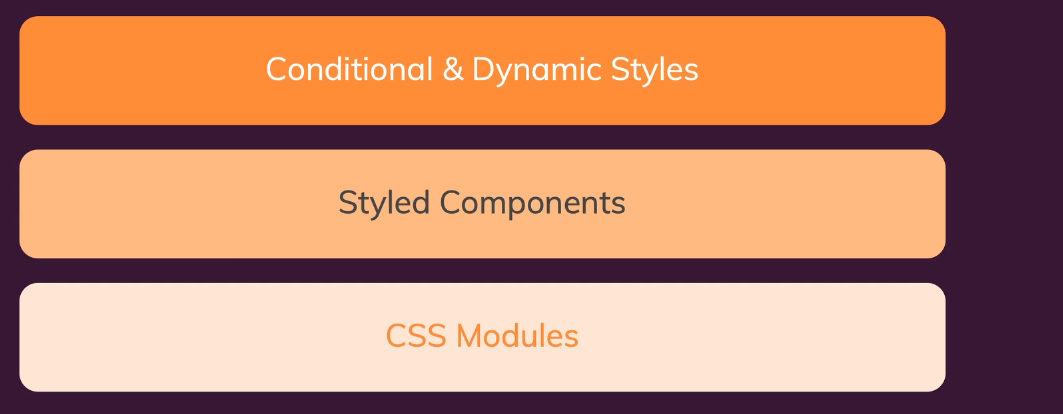 Conditional & Dynamic Styles
Styled Components
CSS Modules